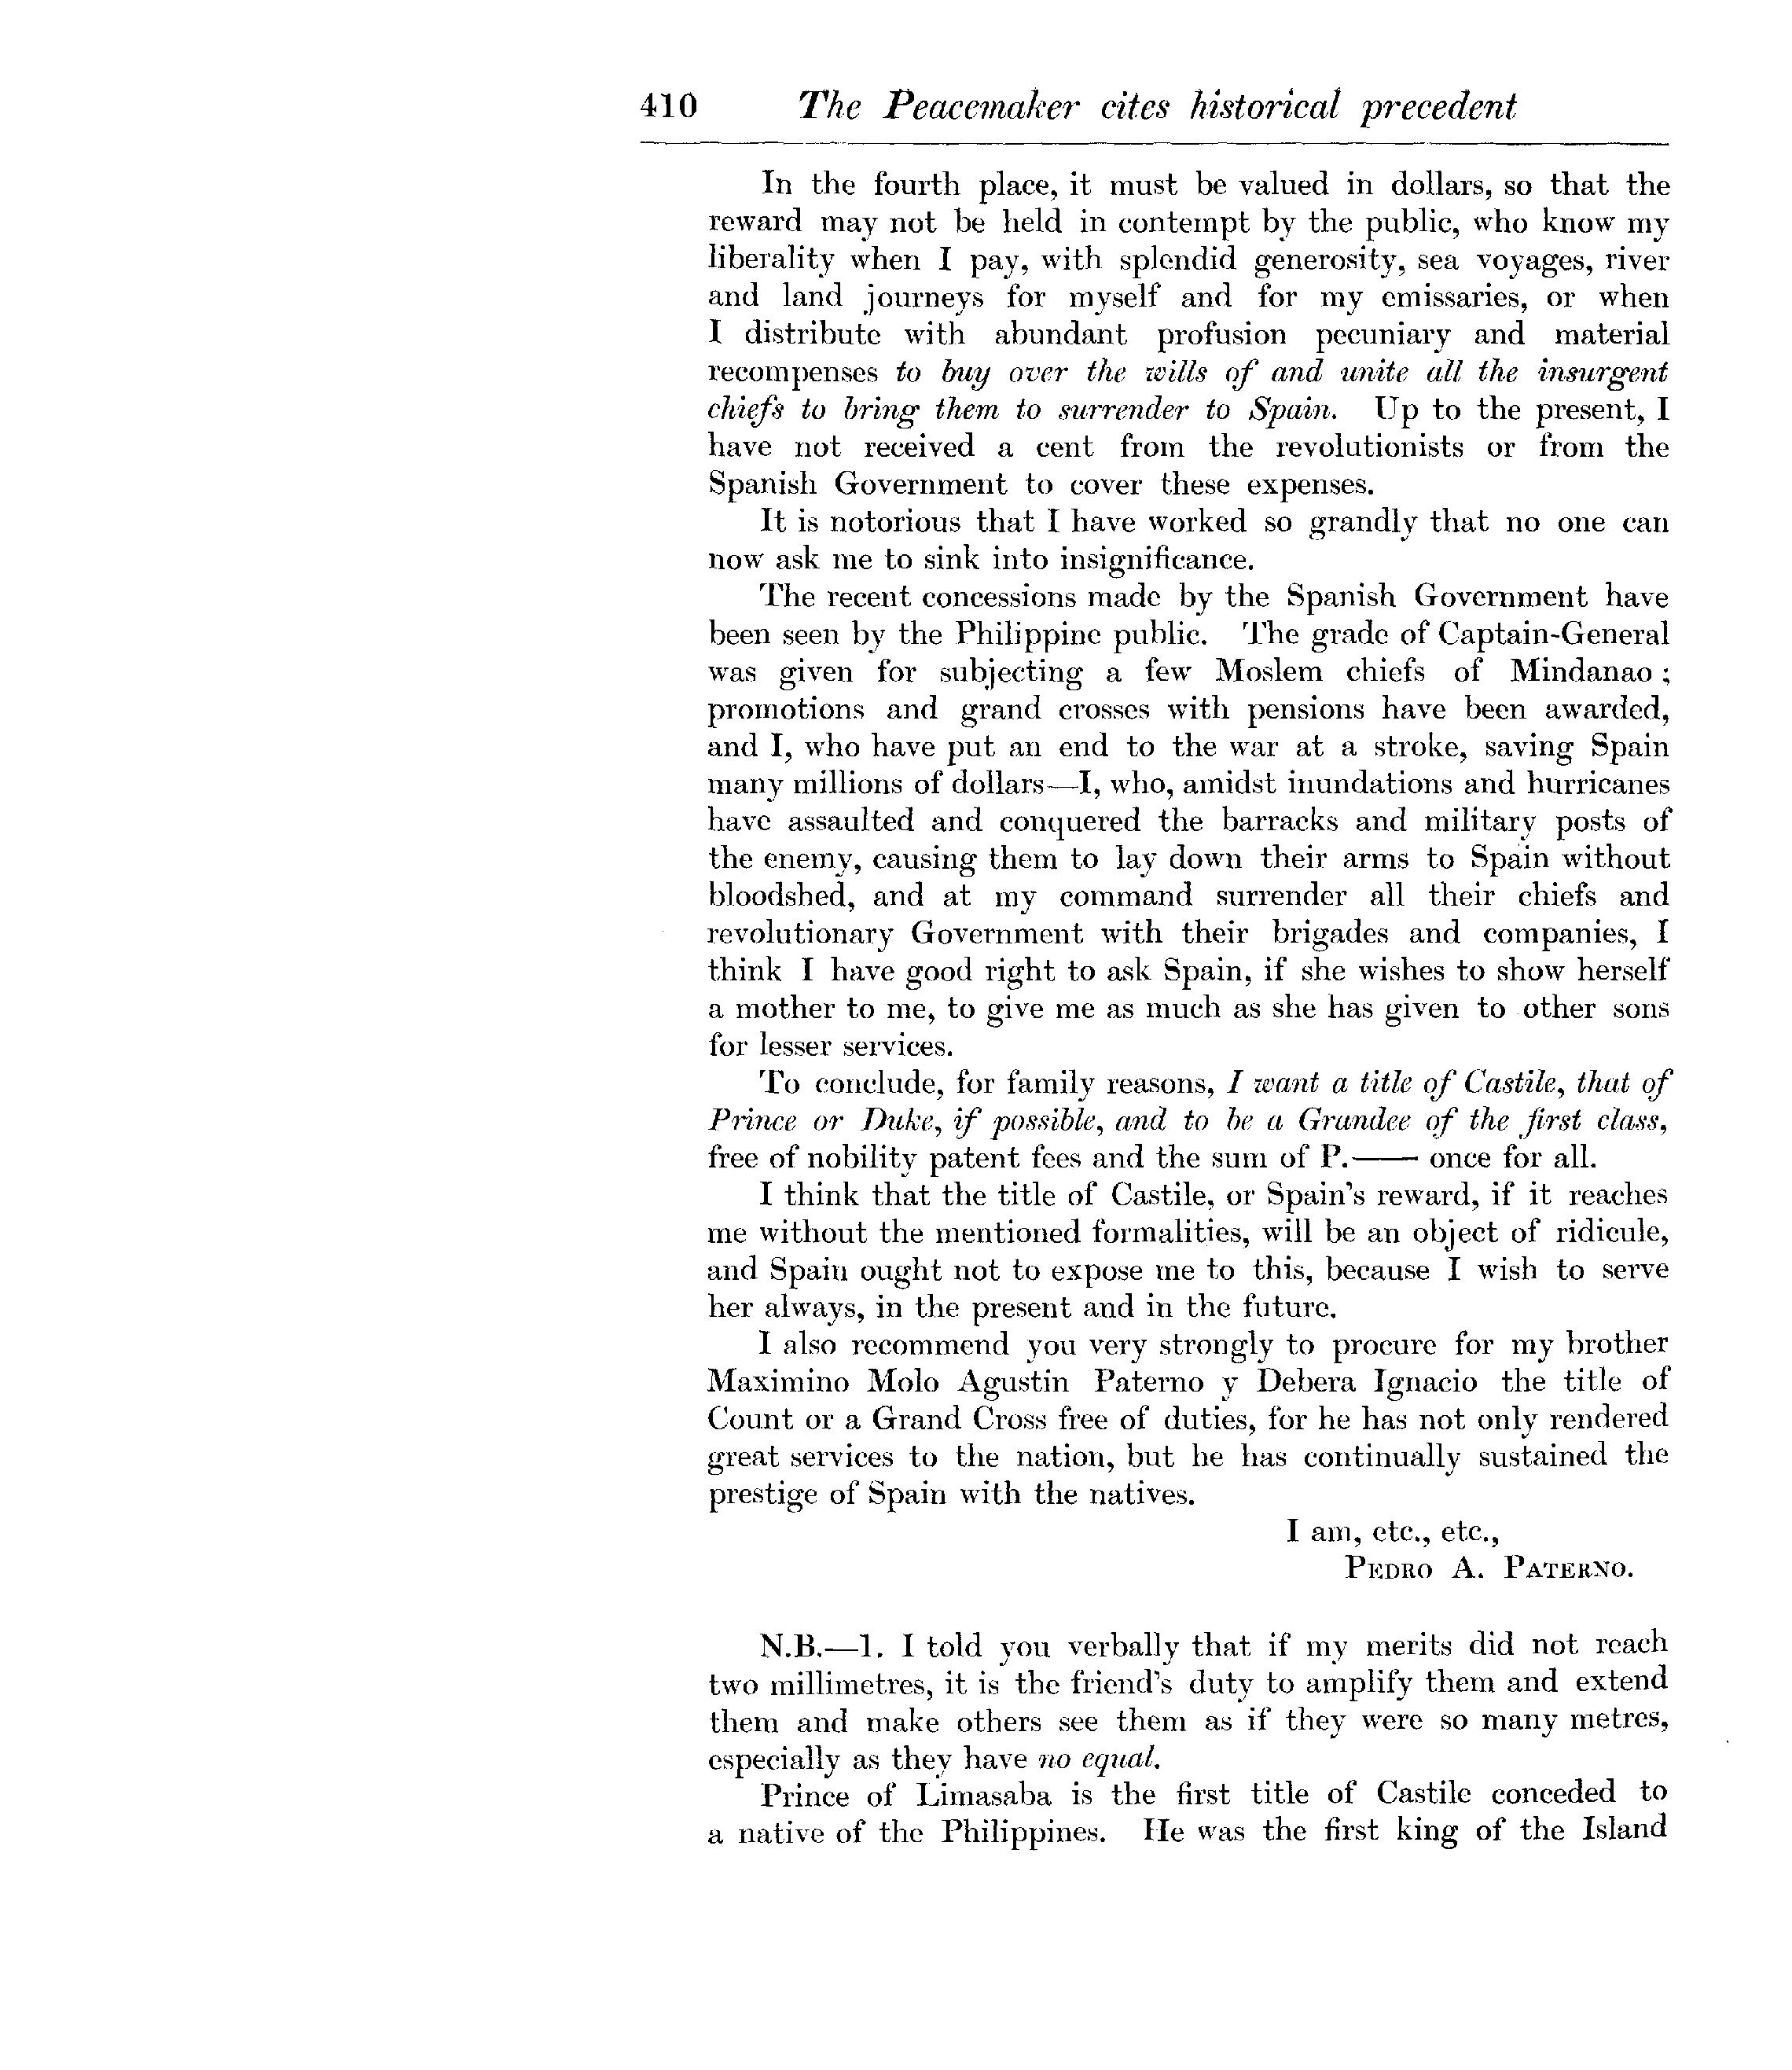 410 The Peacemaker cites historical precedent
In the fourth place, it must be valued in dollars, so that the
reward may not be held in contempt by the public, who know my
liberality when I pay, with splendid generosity, sea voyages, river
and land journeys for myself and for my emissaries, or when
I distribute with abundant profusion pecuniary and material
recompenses to buy over the wills of and unite all the insurgent
chiefs to bring them to surrender to Spain. Up to the present, I
have not received a cent from the revolutionists or from the
Spanish Government to cover these expenses.
It is notorious that I have worked so grandly that no one can
now ask me to sink into insignificance.
The recent concessions made by the Spanish Government have
been seen by the Philippine public. The grade of Captain-General
was given for subjecting a few Moslem chiefs of Mindanao;
promotions and grand crosses with pensions have been awarded,
and I, who have put an end to the war at a stroke, saving Spain
many millions of dollars—I, who, amidst inundations and hurricanes
have assaulted and conquered the barracks and military posts of
the enemy, causing them to lay down their arms to Spain without
bloodshed, and at my command surrender all their chiefs and
revolutionary Government with their brigades and companies, I
think I have good right to ask Spain, if she wishes to show herself
a mother to me, to give me as much as she has given to other sons
for lesser services.
To conclude, for family reasons, I want a title of Castile, that of
Prince or Duke, if possible, and to be a Grandee of the first class,
free of nobility patent fees and the sum of P.—— once for all.
I think that the title of Castile, or Spain's reward, if it reaches
me without the mentioned formalities, will be an object of ridicule,
and Spain ought not to expose me to this, because I wish to serve
her always, in the present and in the future.
I also recommend you very strongly to procure for my brother
Maximino Molo Agustin Paterno y Debera Ignacio the title of
Count or a Grand Cross free of duties, for he has not only rendered
great services to the nation, but he has continually sustained the
prestige of Spain with the natives.
I am, etc., etc.,
PEDRO A. PATERNO.
N.B.—1. I told you verbally that if my merits did not reach
two millimetres, it is the friend's duty to amplify them and extend
them and make others see them as if they were so many metres,
especially as they have no equal.
Prince of Limasaba is the first title of Castile conceded to
a native of the Philippines. He was the first king of the Island